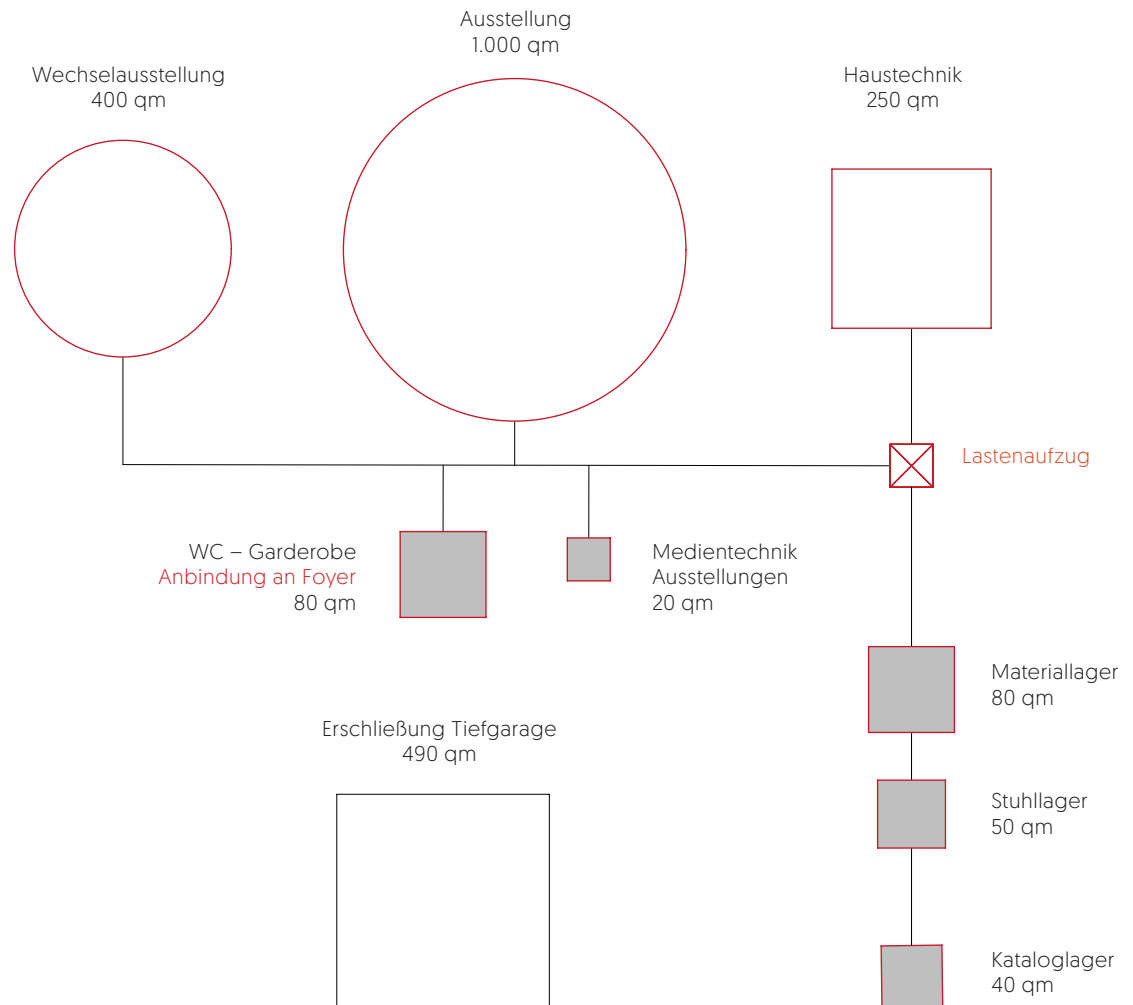 Ausstellung
1.000 qm
Wechselausstellung
400 qm
Haustechnik
250 qm
Lastenaufzug
WC – Garderobe
Anbindung an Foyer
80 qm
Medientechnik
Ausstellungen
20 qm
Materiallager
80 qm
Erschließung Tiefgarage
490 qm
Stuhllager
50 qm
Kataloglager
40 qm